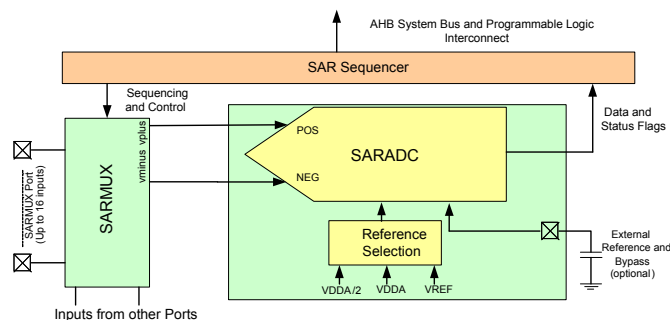 AHB System Bus and Programmable Logic
Interconnect
SAR Sequencer
Sequencing
and Control
Data and
Status Flags
vminus vplus
POS
SARADC
NEG
SARMUX
SARMUX Port
(Up to 16 inputs)
Reference
Selection
External
Reference and
Bypass
(optional)
VDDA/2
VDDA
VREF
Inputs from other Ports